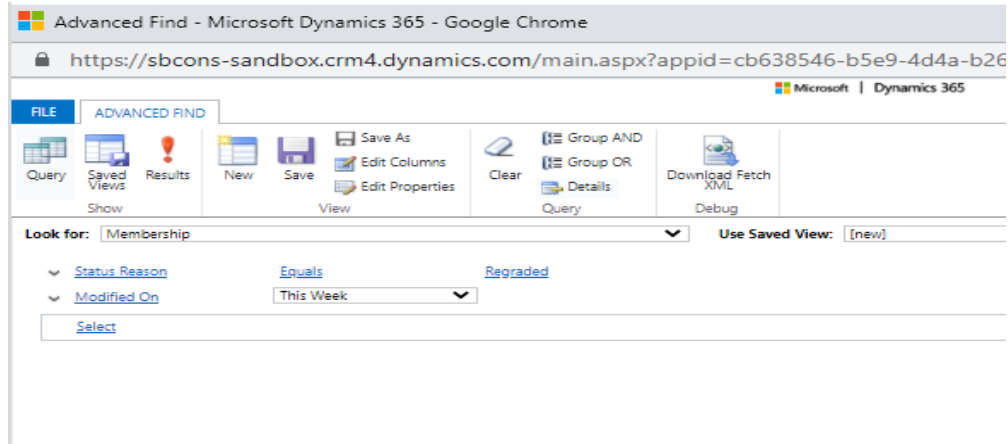 Advanced Find - Microsoft Dynamics 365 - Google Chrome
https://sbcons-sandbox.crm4.dynamics.com/main.aspx?appid=cb638546-b5e9-4d4a-b26
Microsoft | Dynamics 365
FILE ADVANCED FIND
Query
Saved Views
Results
Show
New
Save
Save As
Edit Columns
Edit Properties
View
Clear
Group AND
Group OR
Details
Query
Download Fetch XML
Debug
Look for: Membership Use Saved View: [new]
Status Reason Equals Regraded
Modified On This Week
Select